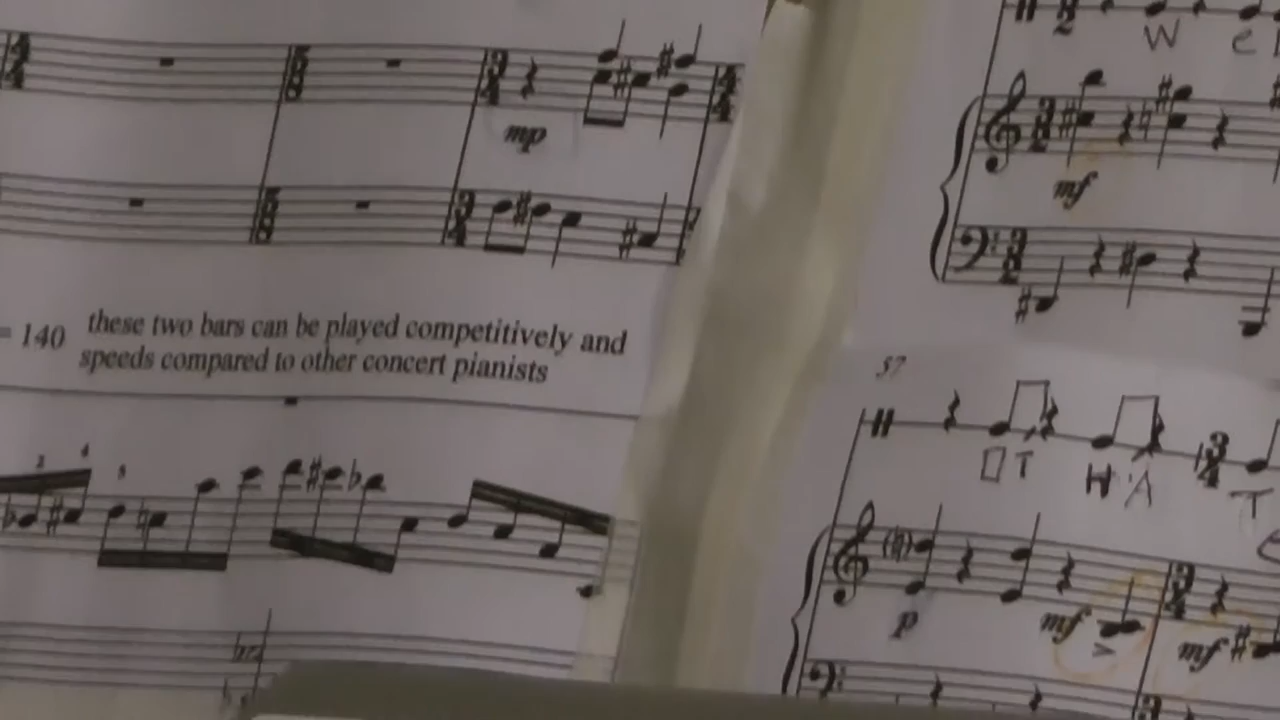 mp
= 140 these two bars can be played competitively and
speeds compared to other concert pianists
W e
mf
57
T H A T
p mf mf